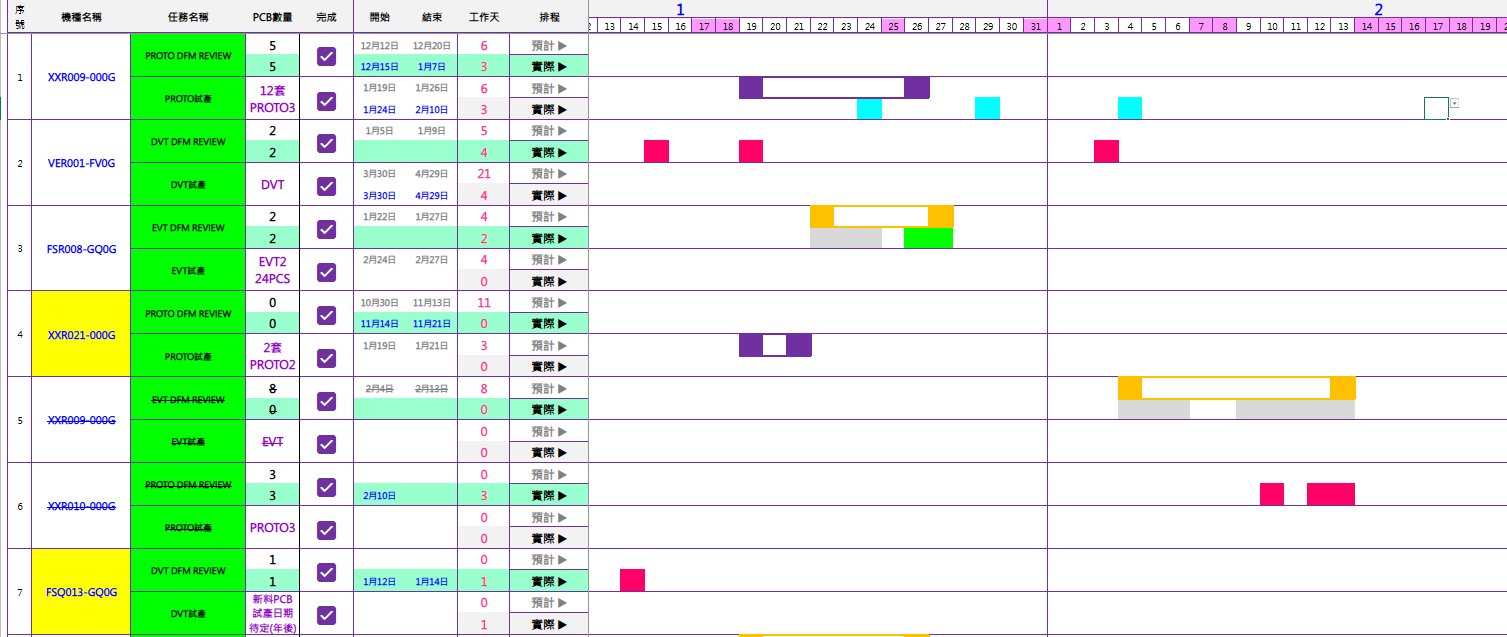 序號 機種名稱 任務名稱 PCB數量 完成 開始 結束 工作天 排程
1 2
13 14 15 16 17 18 19 20 21 22 23 24 25 26 27 28 29 30 31 1 2 3 4 5 6 7 8 9 10 11 12 13 14 15 16 17 18 19
1 XXR009-000G
PROTO DFM REVIEW 5 12月12日 12月20日 6 預計 ▶
5 12月15日 1月7日 3 實際 ▶
PROTO試產 12套 PROTO3 1月19日 1月26日 6 預計 ▶
1月24日 2月10日 3 實際 ▶
2 VER001-FV0G
DVT DFM REVIEW 2 1月5日 1月9日 5 預計 ▶
2 4 實際 ▶
DVT試產 DVT 3月30日 4月29日 21 預計 ▶
3月30日 4月29日 4 實際 ▶
3 FSR008-GQ0G
EVT DFM REVIEW 2 1月22日 1月27日 4 預計 ▶
2 2 實際 ▶
EVT試產 EVT2 24PCS 2月24日 2月27日 4 預計 ▶
0 實際 ▶
4 XXR021-000G
PROTO DFM REVIEW 0 10月30日 11月13日 11 預計 ▶
0 11月14日 11月21日 0 實際 ▶
PROTO試產 2套 PROTO2 1月19日 1月21日 3 預計 ▶
0 實際 ▶
5 XXR009-000G
EVT DFM REVIEW 8 2月4日 2月13日 8 預計 ▶
0 0 實際 ▶
EVT試產 EVT 0 預計 ▶
0 實際 ▶
6 XXR010-000G
PROTO DFM REVIEW 3 0 預計 ▶
3 2月10日 3 實際 ▶
PROTO試產 PROTO3 0 預計 ▶
0 實際 ▶
7 FSQ013-GQ0G
DVT DFM REVIEW 1 0 預計 ▶
1 1月12日 1月14日 1 實際 ▶
DVT試產 新料PCB 試產日期 待定(年後) 0 預計 ▶
1 實際 ▶